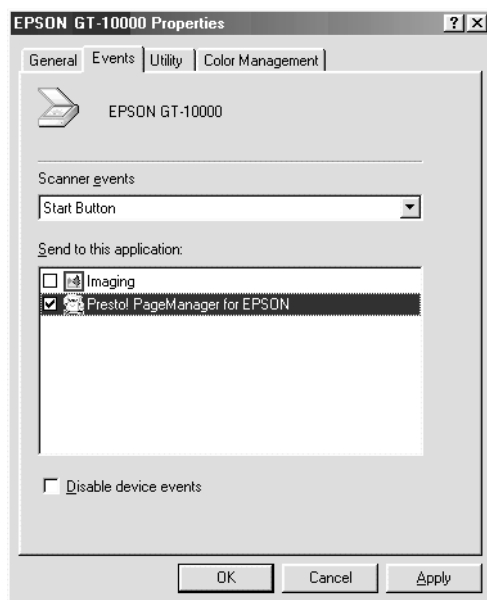 EPSON GT-10000 Properties
General Events Utility Color Management
EPSON GT-10000
Scanner events
Start Button
Send to this application:
Imaging
Presto! PageManager for EPSON
Disable device events
OK Cancel Apply